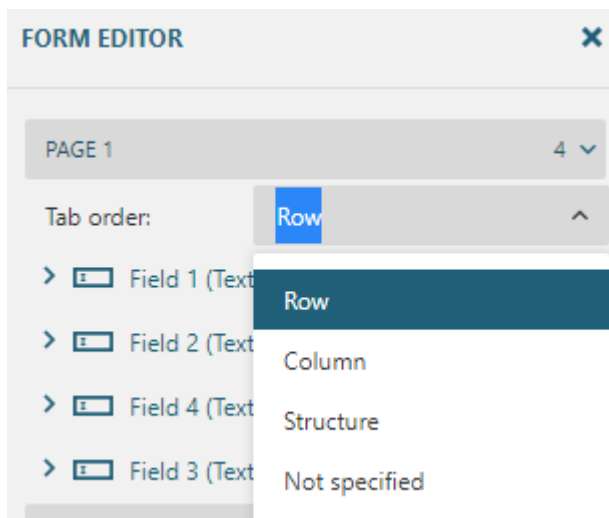 FORM EDITOR
PAGE 1 4
Tab order: Row
Field 1 (Text
Row
Field 2 (Text
Column
Field 4 (Text
Structure
Field 3 (Text
Not specified